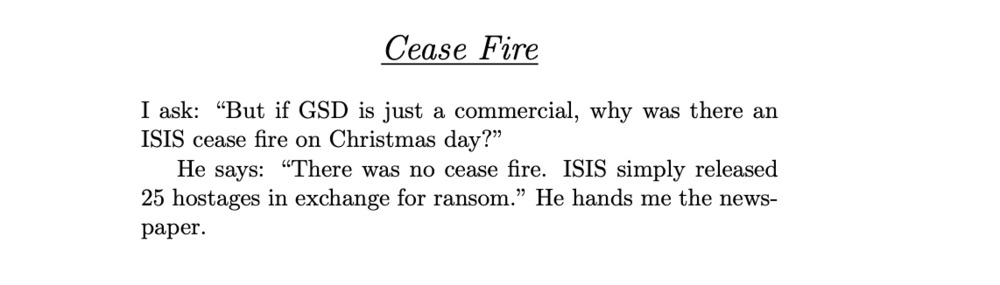 Cease Fire
I ask: “But if GSD is just a commercial, why was there an
ISIS cease fire on Christmas day?”
He says: “There was no cease fire. ISIS simply released
25 hostages in exchange for ransom.” He hands me the news-
paper.